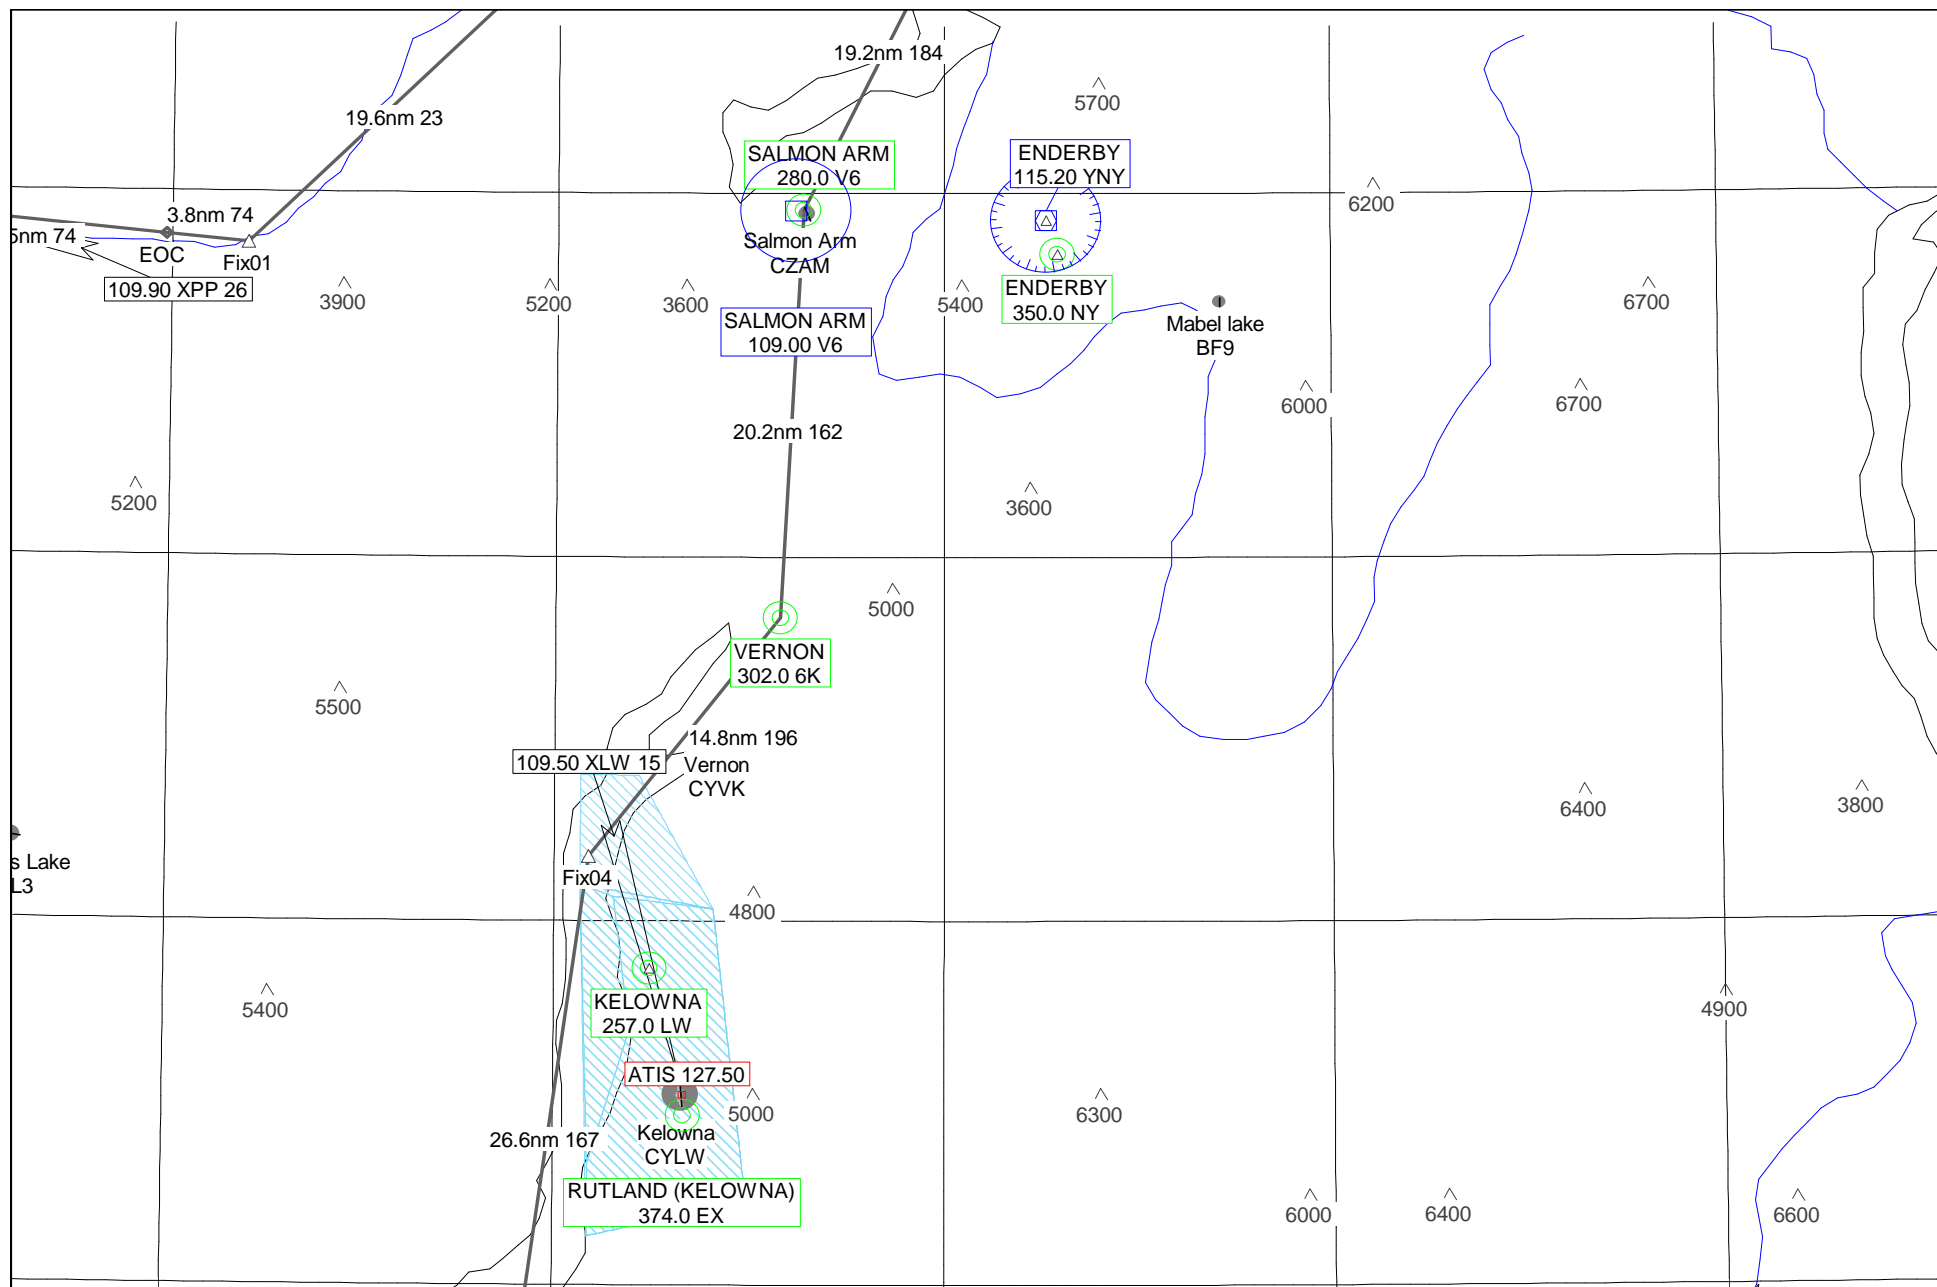 19.2nm 184
5700
19.6nm 23
SALMON ARM
280.0 V6
ENDERBY
115.20 YNY
6200
3.8nm 74
5nm 74
EOC
Fix01
Salmon Arm
CZAM
109.90 XPP 26
3900
5200
3600
5400
ENDERBY
350.0 NY
6700
SALMON ARM
109.00 V6
Mabel lake
BF9
6000
6700
20.2nm 162
5200
3600
5000
VERNON
302.0 6K
5500
14.8nm 196
109.50 XLW 15
Vernon
CYVK
6400
3800
s Lake
L3
Fix04
4800
5400
KELOWNA
257.0 LW
4900
ATIS 127.50
5000
6300
26.6nm 167
Kelowna
CYLW
RUTLAND (KELOWNA)
374.0 EX
6000
6400
6600